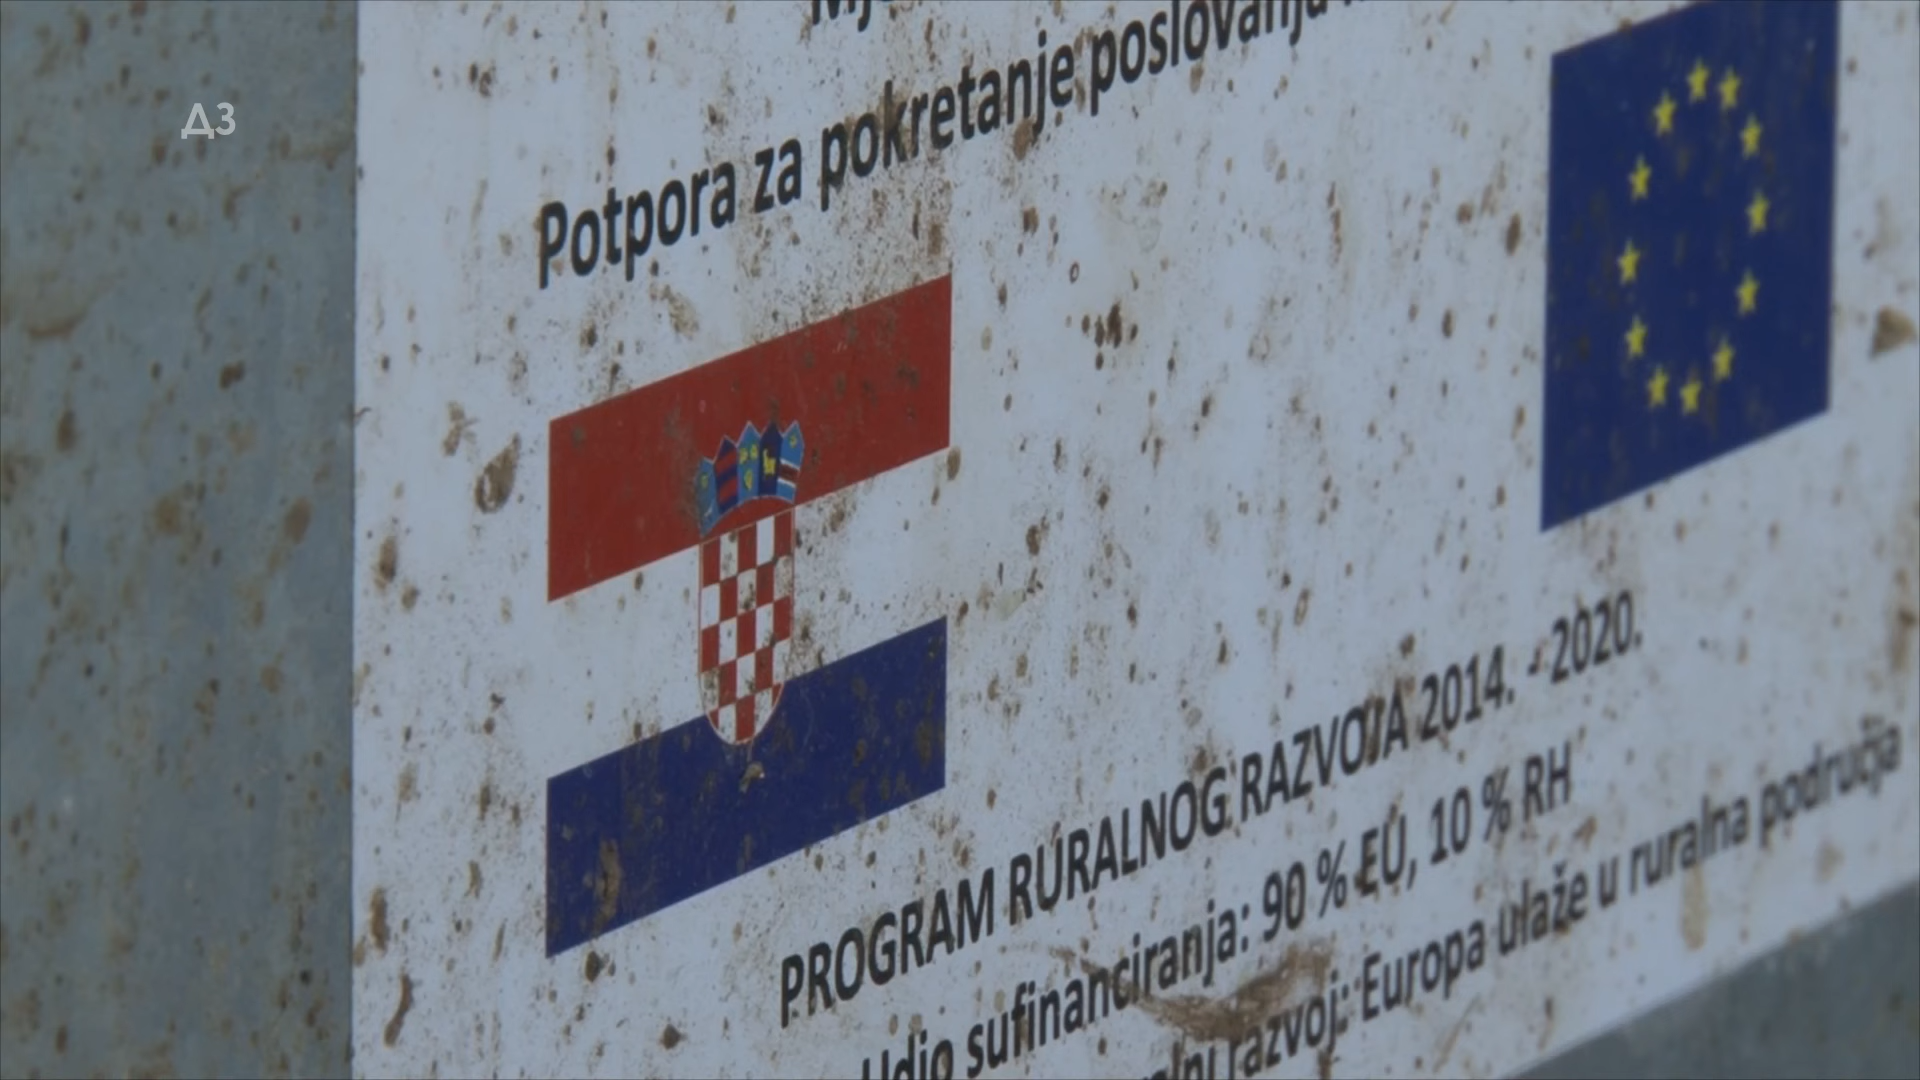 ДЗ
Potpora za pokretanje poslovanja
PROGRAM RURALNOG RAZVOJA 2014. - 2020.
Udio sufinanciranja: 90 % EU, 10 % RH
razvoj: Europa ulaže u ruralna područja